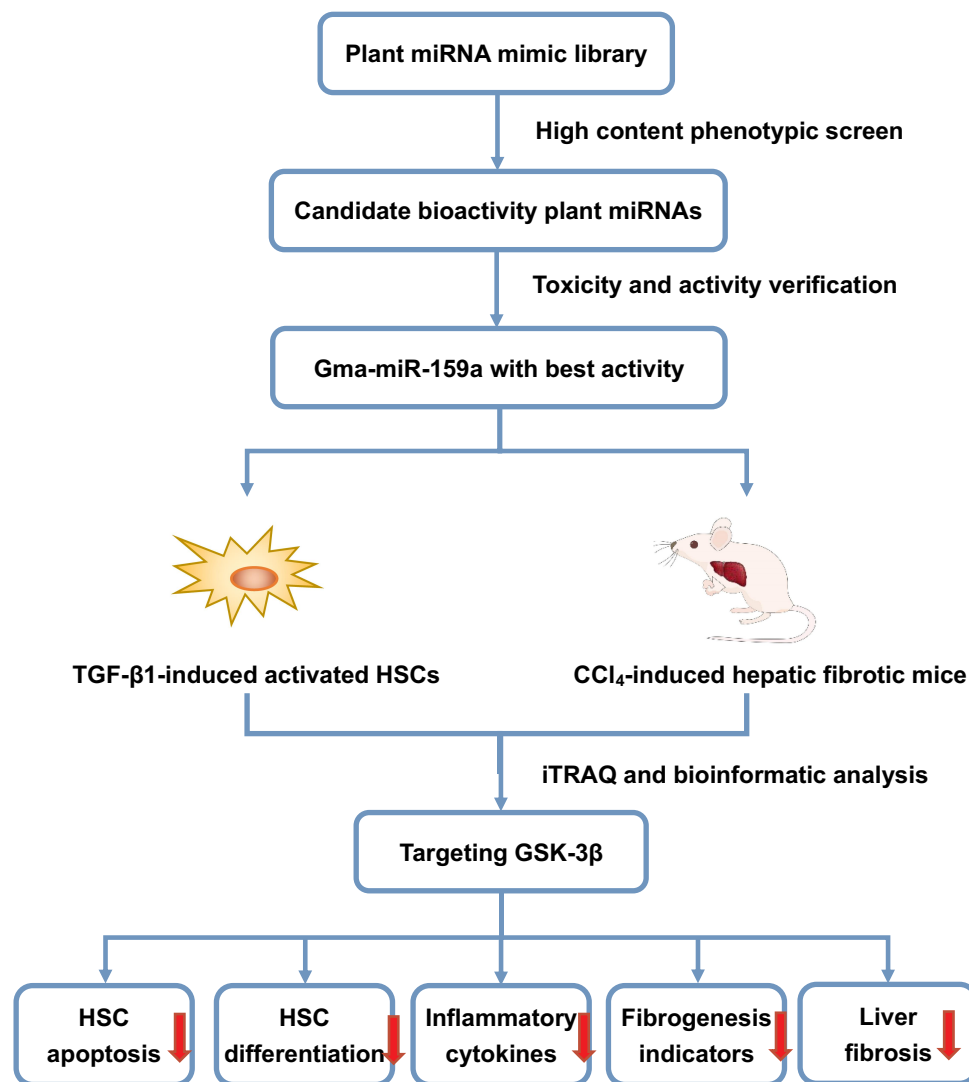 Plant miRNA mimic library
High content phenotypic screen
Candidate bioactivity plant miRNAs
Toxicity and activity verification
Gma-miR-159a with best activity
TGF-β1-induced activated HSCs
CCl₄-induced hepatic fibrotic mice
iTRAQ and bioinformatic analysis
Targeting GSK-3β
HSC
apoptosis
HSC
differentiation
Inflammatory
cytokines
Fibrogenesis
indicators
Liver
fibrosis